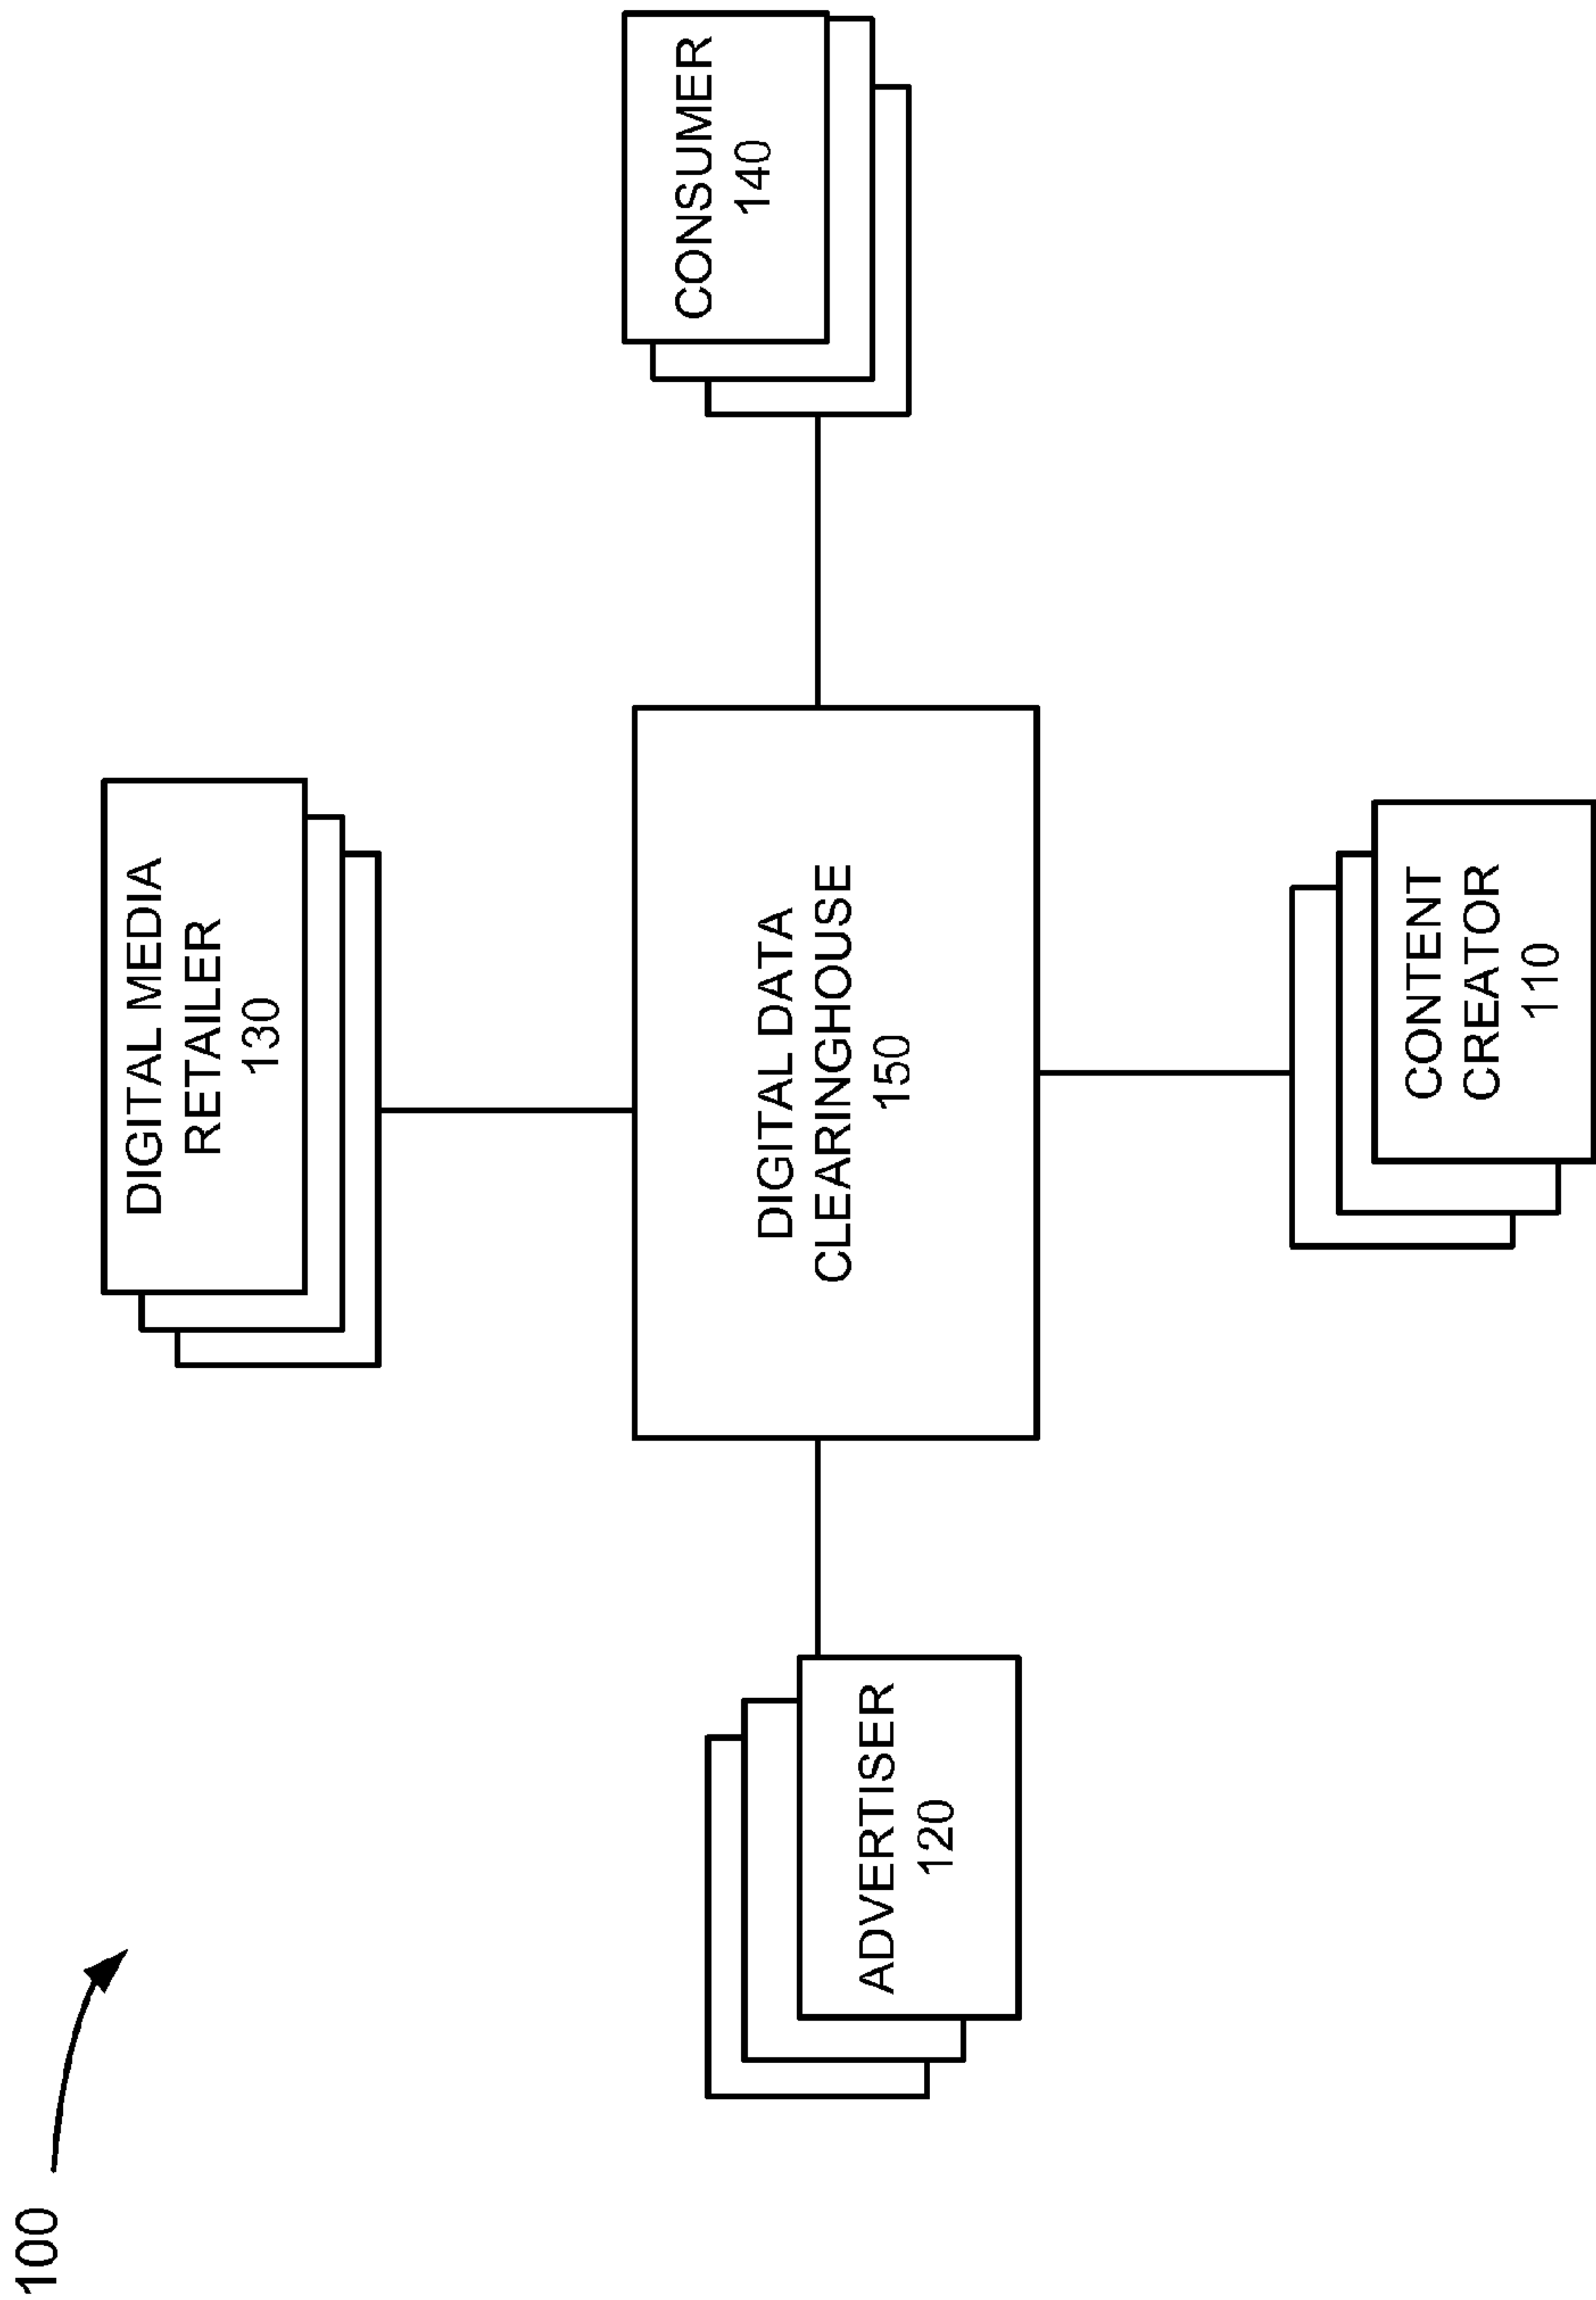 100
DIGITAL MEDIA
RETAILER
130
ADVERTISER
120
DIGITAL DATA
CLEARINGHOUSE
150
CONSUMER
140
CONTENT
CREATOR
110